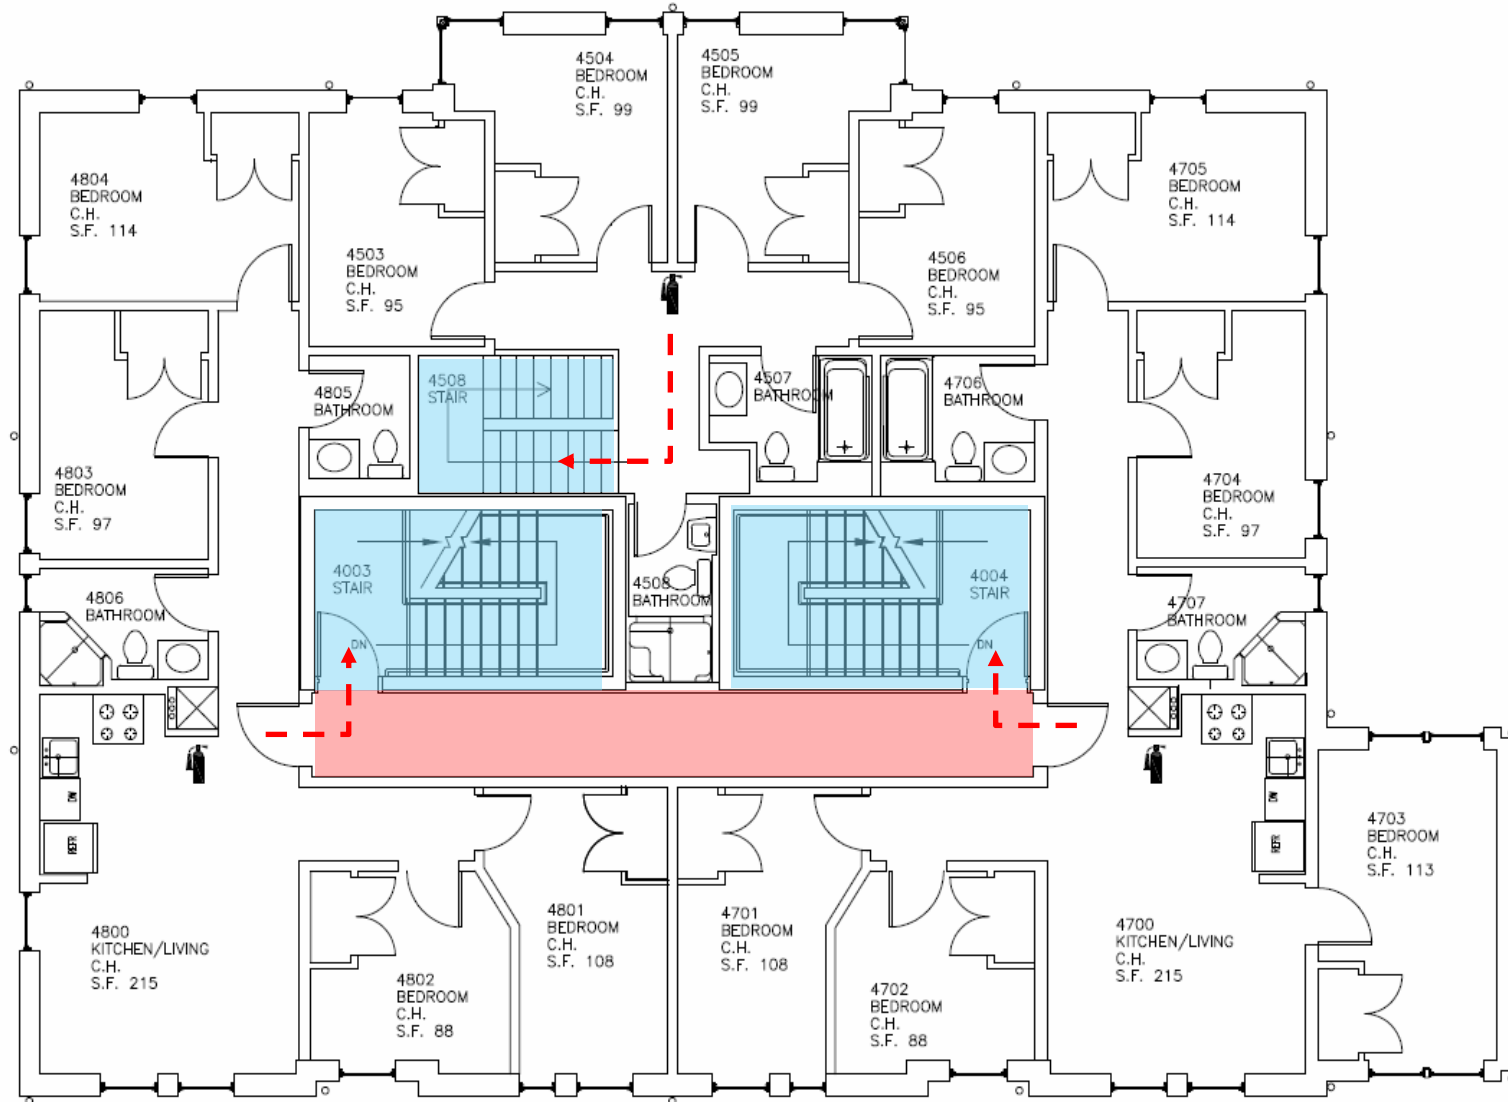 4504
BEDROOM
C.H.
S.F. 99
4505
BEDROOM
C.H.
S.F. 99
4804
BEDROOM
C.H.
S.F. 114
4503
BEDROOM
C.H.
S.F. 95
4506
BEDROOM
C.H.
S.F. 95
4705
BEDROOM
C.H.
S.F. 114
4805
BATHROOM
4508
STAIR
4507
BATHROOM
4706
BATHROOM
4803
BEDROOM
C.H.
S.F. 97
4704
BEDROOM
C.H.
S.F. 97
4003
STAIR
DN
4508
BATHROOM
4004
STAIR
DN
4806
BATHROOM
4707
BATHROOM
DW
REFR
DW
REFR
4703
BEDROOM
C.H.
S.F. 113
4800
KITCHEN/LIVING
C.H.
S.F. 215
4801
BEDROOM
C.H.
S.F. 108
4701
BEDROOM
C.H.
S.F. 108
4700
KITCHEN/LIVING
C.H.
S.F. 215
4802
BEDROOM
C.H.
S.F. 88
4702
BEDROOM
C.H.
S.F. 88